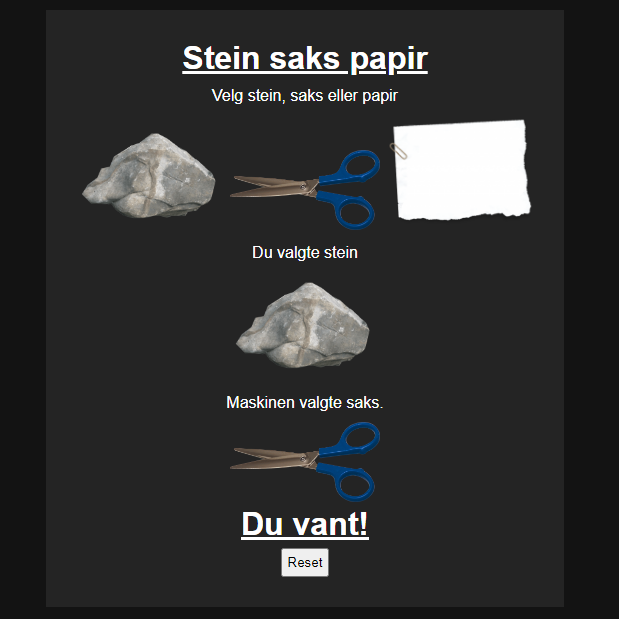 Stein saks papir
Velg stein, saks eller papir
Du valgte stein
Maskinen valgte saks.
Du vant!
Reset